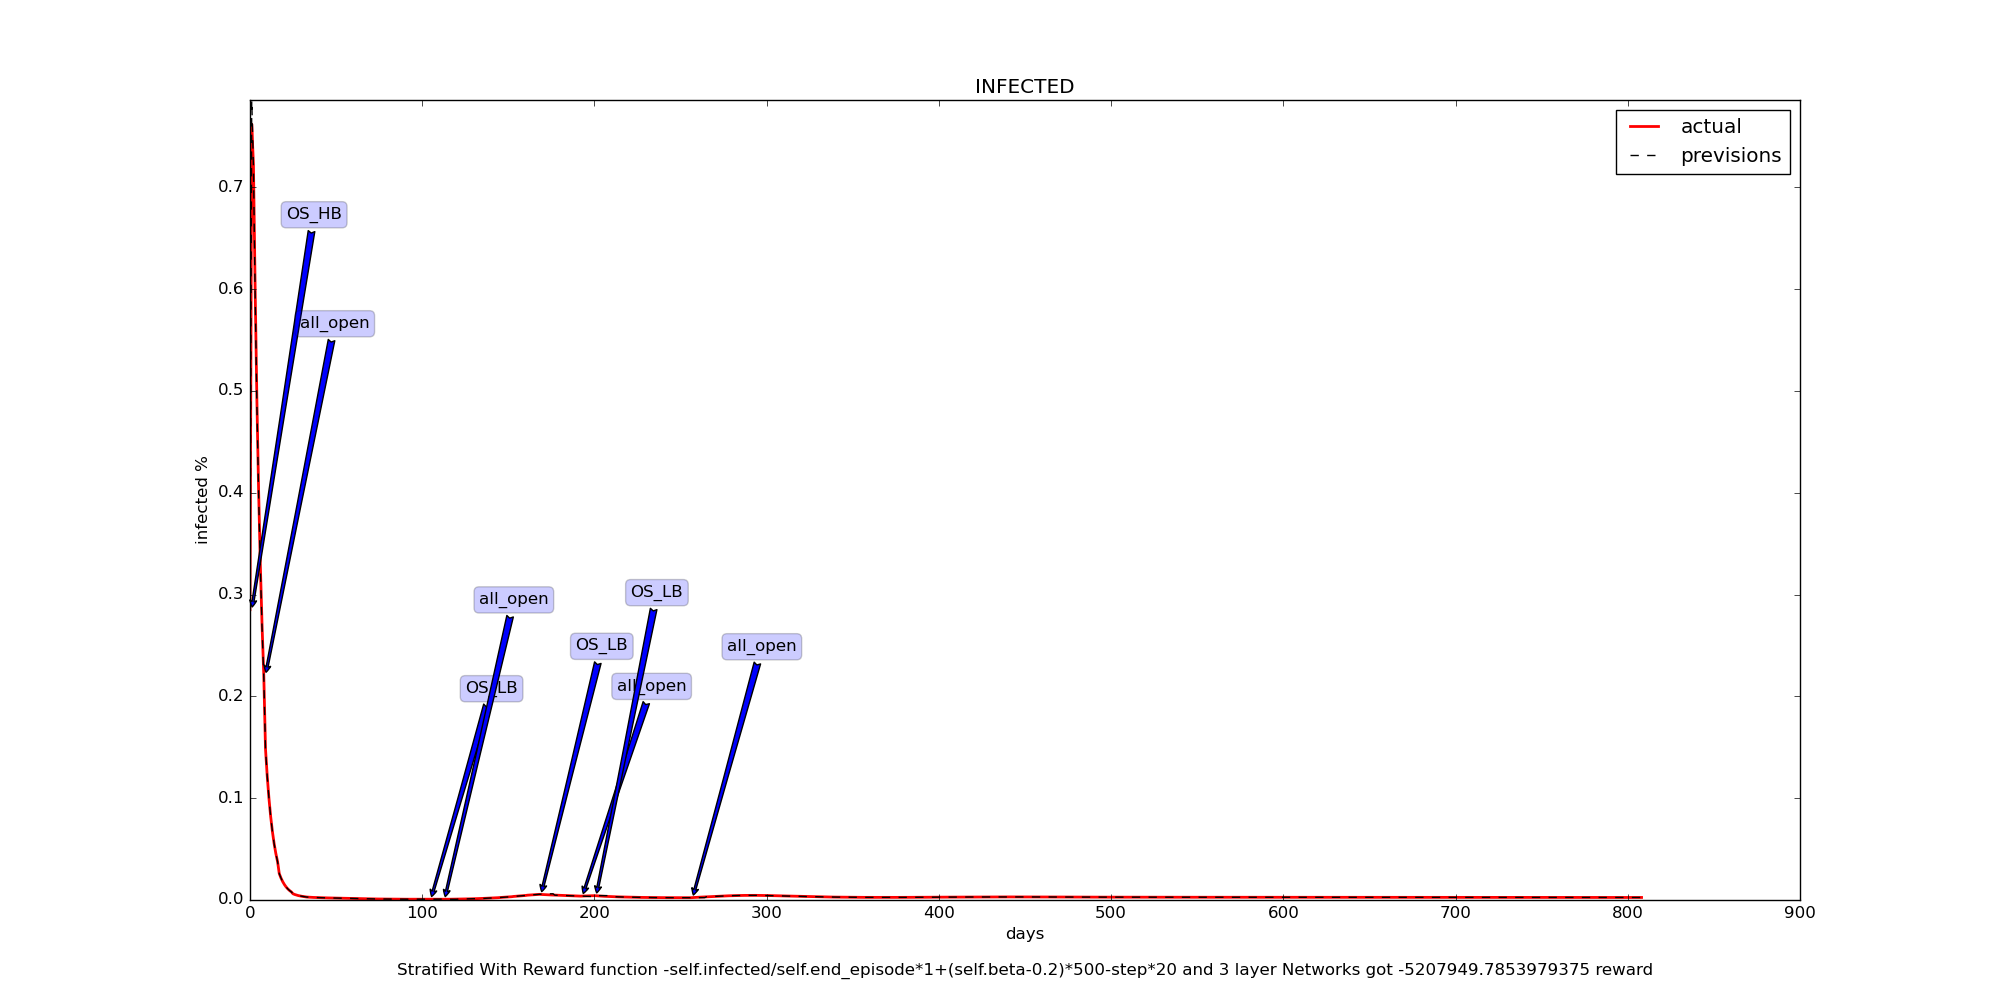 INFECTED
actual
previsions
0.7
0.6
0.5
0.4
0.3
0.2
0.1
0.0
infected %
OS_HB
all_open
all_open
OS_LB
OS_LB
OS_LB
all_open
all_open
0
100
200
300
400
500
600
700
800
900
days
Stratified With Reward function -self.infected/self.end_episode*1+(self.beta-0.2)*500-step*20 and 3 layer Networks got -5207949.7853979375 reward